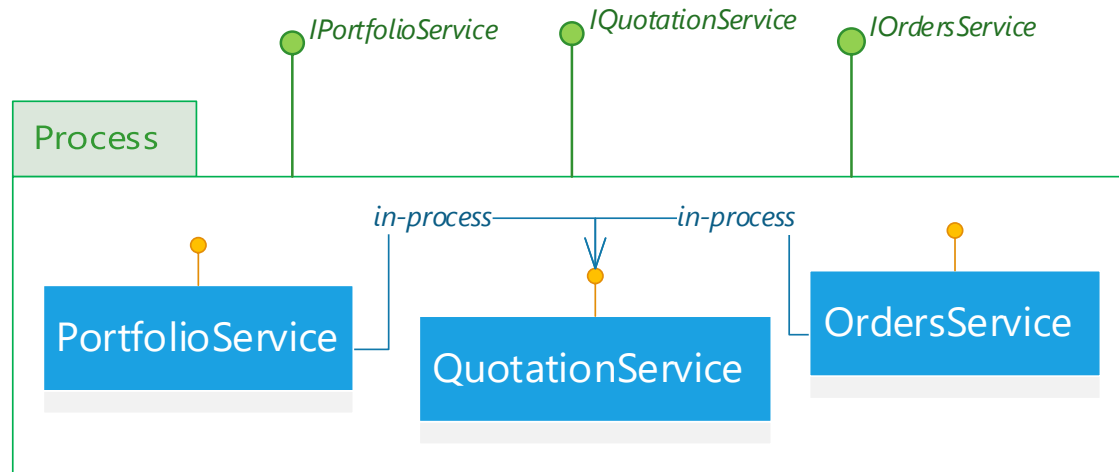 IPortfolioService
IQuotationService
IOrdersService
Process
in-process
in-process
PortfolioService
QuotationService
OrdersService